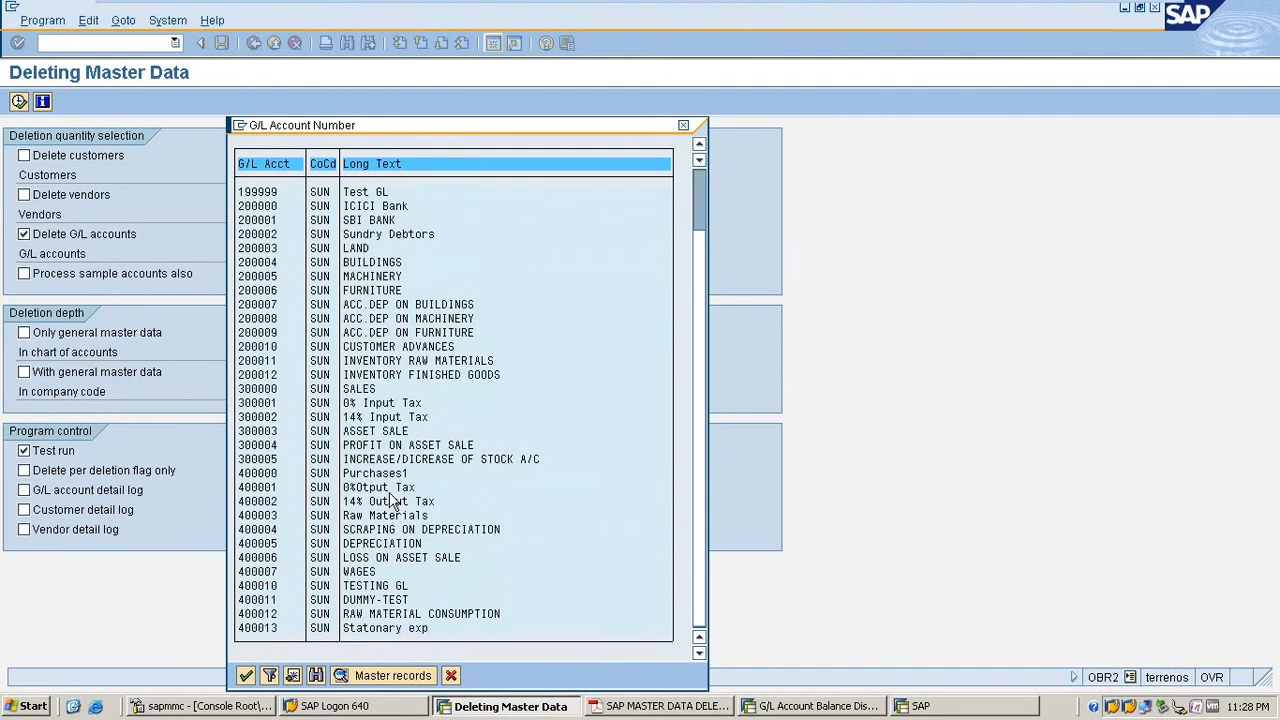 Program Edit Goto System Help
SAP
Deleting Master Data
Deletion quantity selection
Delete customers
Customers
Delete vendors
Vendors
Delete G/L accounts
G/L accounts
Process sample accounts also
Deletion depth
Only general master data
In chart of accounts
With general master data
In company code
Program control
Test run
Delete per deletion flag only
G/L account detail log
Customer detail log
Vendor detail log
G/L Account Number
G/L Acct CoCd Long Text
199999 SUN Test GL
200000 SUN ICICI Bank
200001 SUN SBI BANK
200002 SUN Sundry Debtors
200003 SUN LAND
200004 SUN BUILDINGS
200005 SUN MACHINERY
200006 SUN FURNITURE
200007 SUN ACC.DEP ON BUILDINGS
200008 SUN ACC.DEP ON MACHINERY
200009 SUN ACC.DEP ON FURNITURE
200010 SUN CUSTOMER ADVANCES
200011 SUN INVENTORY RAW MATERIALS
200012 SUN INVENTORY FINISHED GOODS
300000 SUN SALES
300001 SUN 0% Input Tax
300002 SUN 14% Input Tax
300003 SUN ASSET SALE
300004 SUN PROFIT ON ASSET SALE
300005 SUN INCREASE/DICREASE OF STOCK A/C
400000 SUN Purchases1
400001 SUN 0%Otput Tax
400002 SUN 14% Output Tax
400003 SUN Raw Materials
400004 SUN SCRAPING ON DEPRECIATION
400005 SUN DEPRECIATION
400006 SUN LOSS ON ASSET SALE
400007 SUN WAGES
400010 SUN TESTING GL
400011 SUN DUMMY-TEST
400012 SUN RAW MATERIAL CONSUMPTION
400013 SUN Statonary exp
Master records
OBR2 terrenos OVR
Start sapmmc - [Console Root\... SAP Logon 640 Deleting Master Data SAP MASTER DATA DELE... G/L Account Balance Dis... SAP 11:28 PM